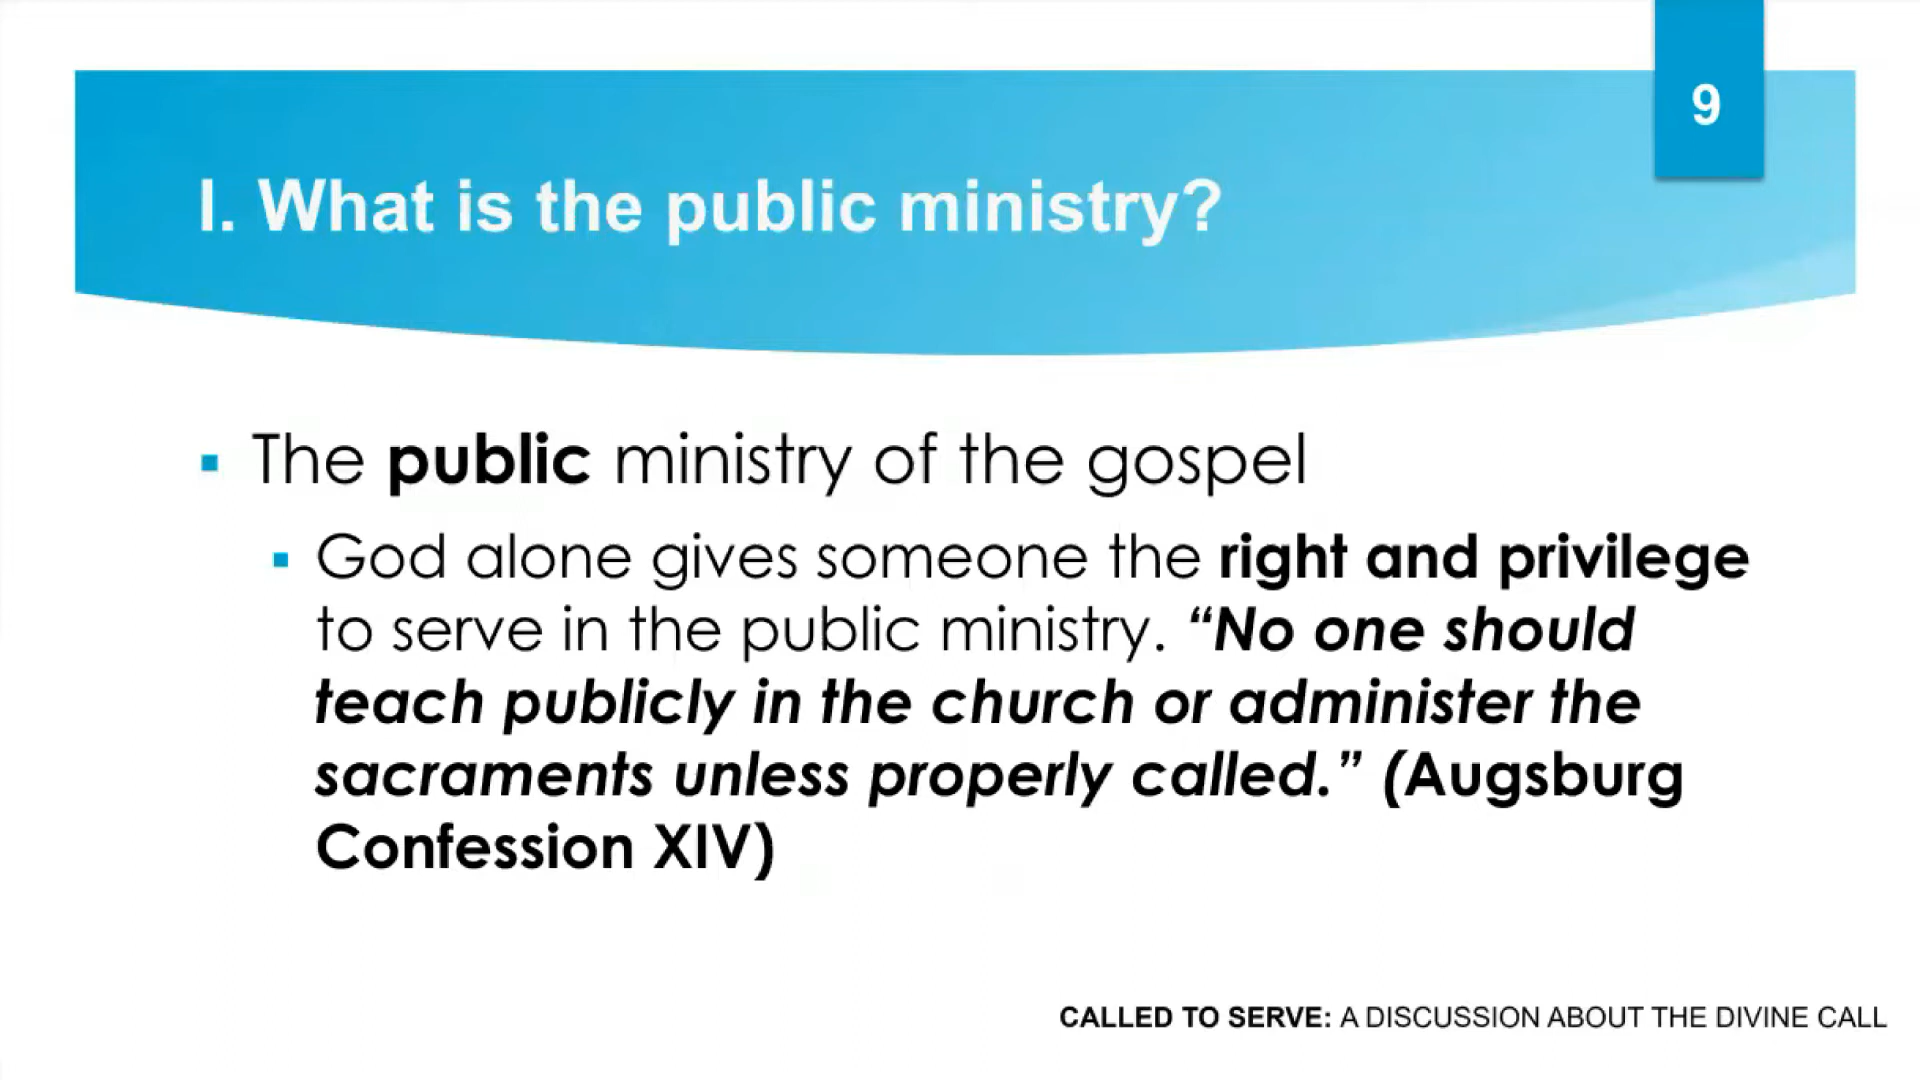 9
I. What is the public ministry?
▪ The public ministry of the gospel
▪ God alone gives someone the right and privilege
to serve in the public ministry. “No one should
teach publicly in the church or administer the
sacraments unless properly called.” (Augsburg
Confession XIV)
CALLED TO SERVE: A DISCUSSION ABOUT THE DIVINE CALL